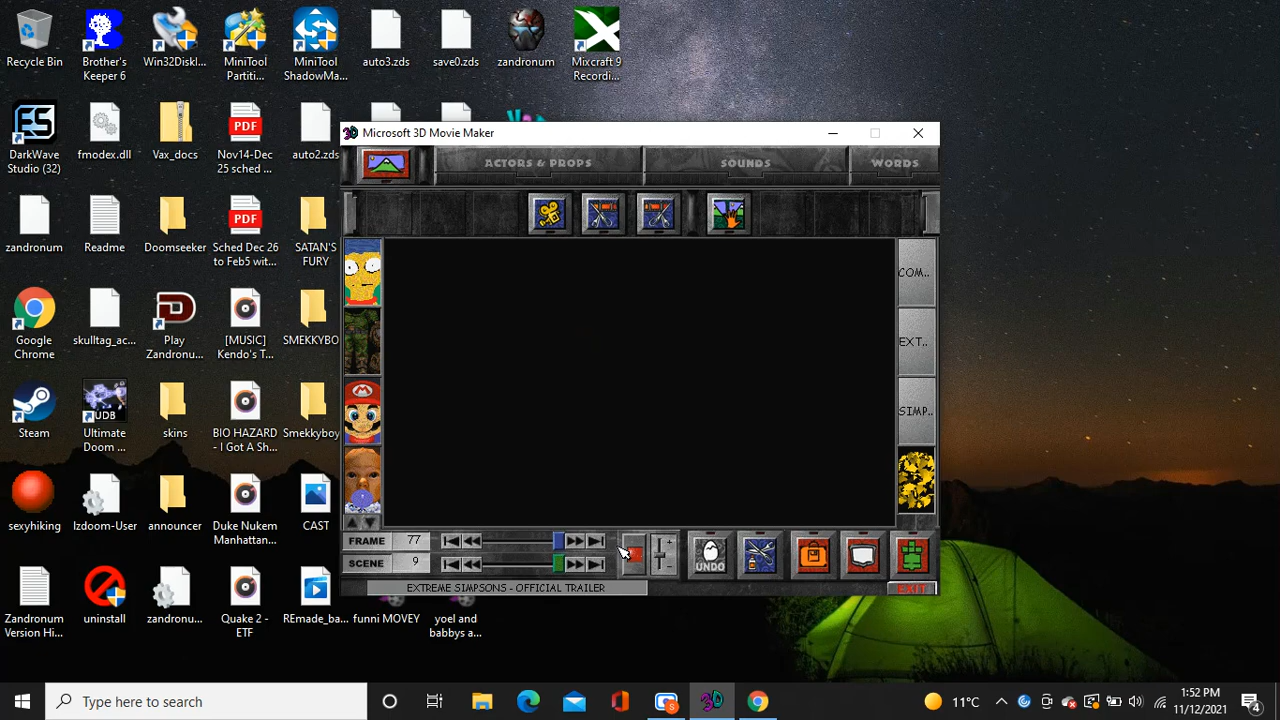 Recycle Bin
Brother's
Keeper 6
Win32Diskl...
MiniTool
Partiti...
MiniTool
ShadowMa...
auto3.zds
save0.zds
zandronum
Mixcraft 9
Recordi...
DarkWave
Studio (32)
fmodex.dll
Vax_docs
PDF
Nov14-Dec
25 sched ...
auto2.zds
zandronum
Readme
Doomseeker
PDF
Sched Dec 26
to Feb5 wit...
SATAN'S
FURY
Google
Chrome
skulltag_ac...
Play
Zandronu...
[MUSIC]
Kendo's T...
SMEKKYBO
Steam
UDB
Ultimate
Doom ...
skins
BIO HAZARD
- I Got A Sh...
Smekkyboy
sexyhiking
lzdoom-User
announcer
Duke Nukem
Manhattan...
CAST
Zandronum
Version Hi...
uninstall
zandronu...
Quake 2 -
ETF
REmade_ba...
funni MOVEY
yoel and
babbys a...
Microsoft 3D Movie Maker
ACTORS & PROPS
SOUNDS
WORDS
COM..
EXT..
SIMP..
FRAME 77
SCENE 9
UNDO
EXTREME SIMPSONS - OFFICIAL TRAILER
EXIT
Type here to search
11°C
1:52 PM
11/12/2021
4